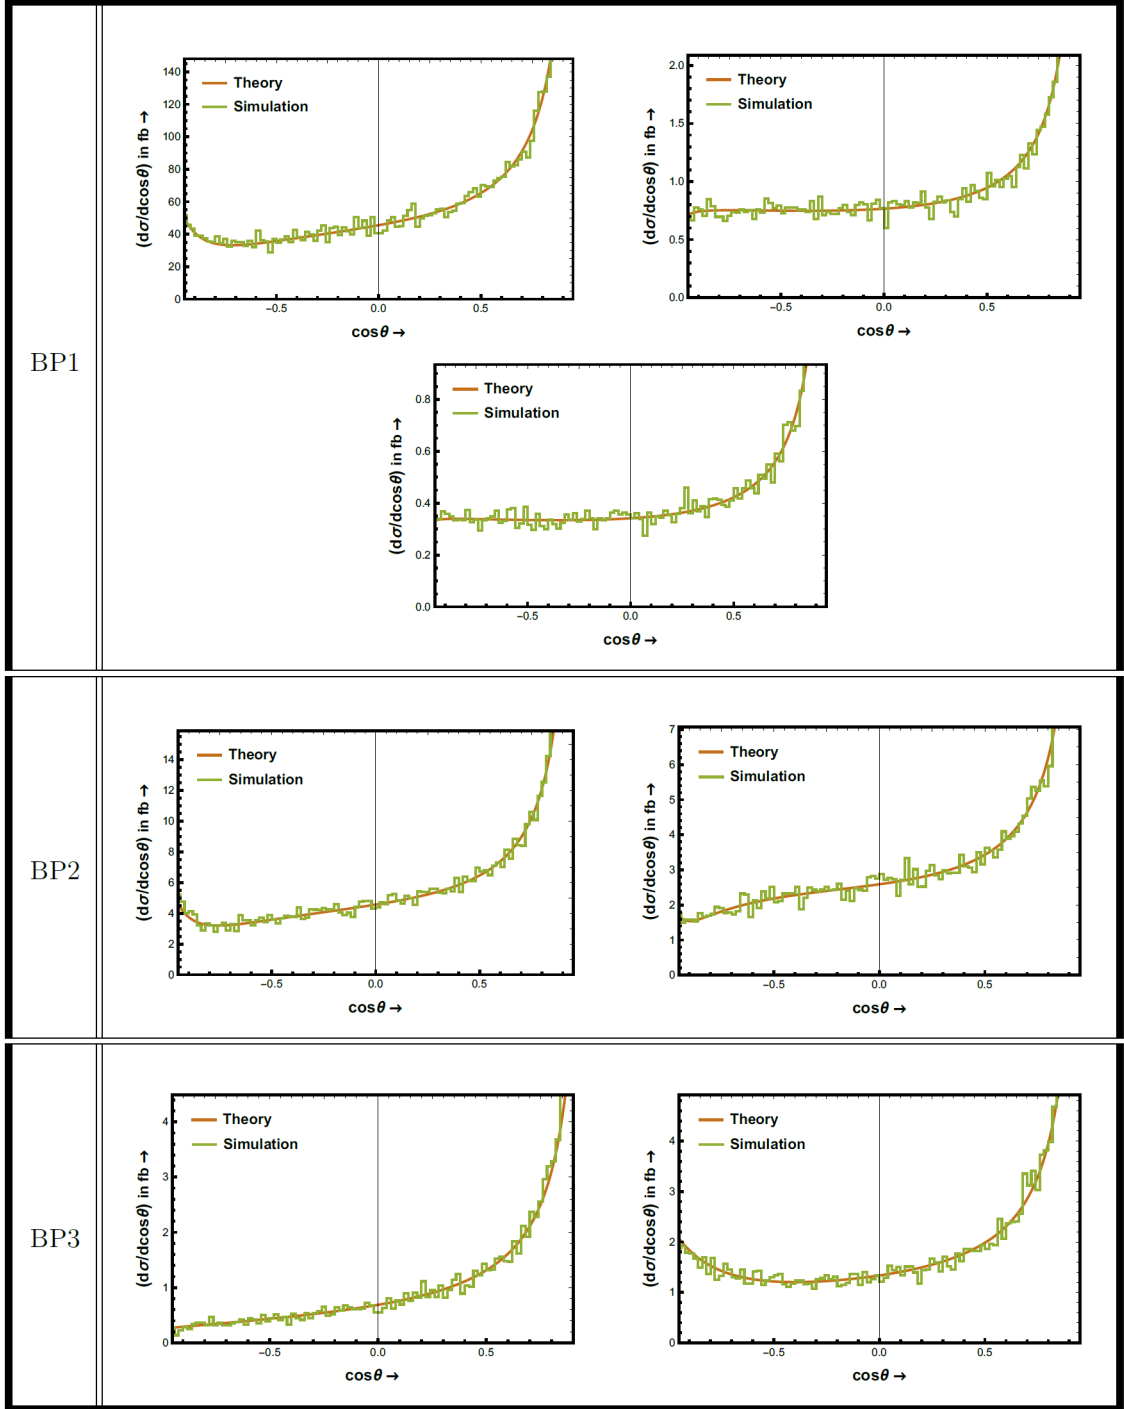 BP1
140
120
100
80
60
40
20
0
−0.5 0.0 0.5
Theory
Simulation
(dσ/dcosθ) in fb →
cosθ →
2.0
1.5
1.0
0.5
0.0
−0.5 0.0 0.5
Theory
Simulation
(dσ/dcosθ) in fb →
cosθ →
0.8
0.6
0.4
0.2
0.0
−0.5 0.0 0.5
Theory
Simulation
(dσ/dcosθ) in fb →
cosθ →
BP2
14
12
10
8
6
4
2
0
−0.5 0.0 0.5
Theory
Simulation
(dσ/dcosθ) in fb →
cosθ →
7
6
5
4
3
2
1
0
−0.5 0.0 0.5
Theory
Simulation
(dσ/dcosθ) in fb →
cosθ →
BP3
4
3
2
1
0
−0.5 0.0 0.5
Theory
Simulation
(dσ/dcosθ) in fb →
cosθ →
4
3
2
1
0
−0.5 0.0 0.5
Theory
Simulation
(dσ/dcosθ) in fb →
cosθ →